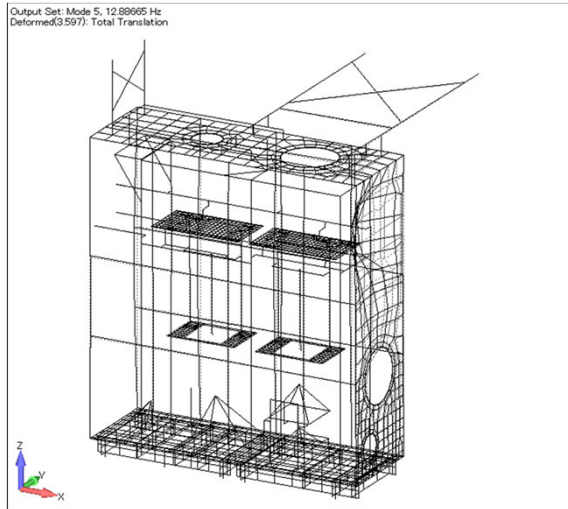 Output Set: Mode 5, 12.88665 Hz
Deformed(3.597): Total Translation
Z
Y
X